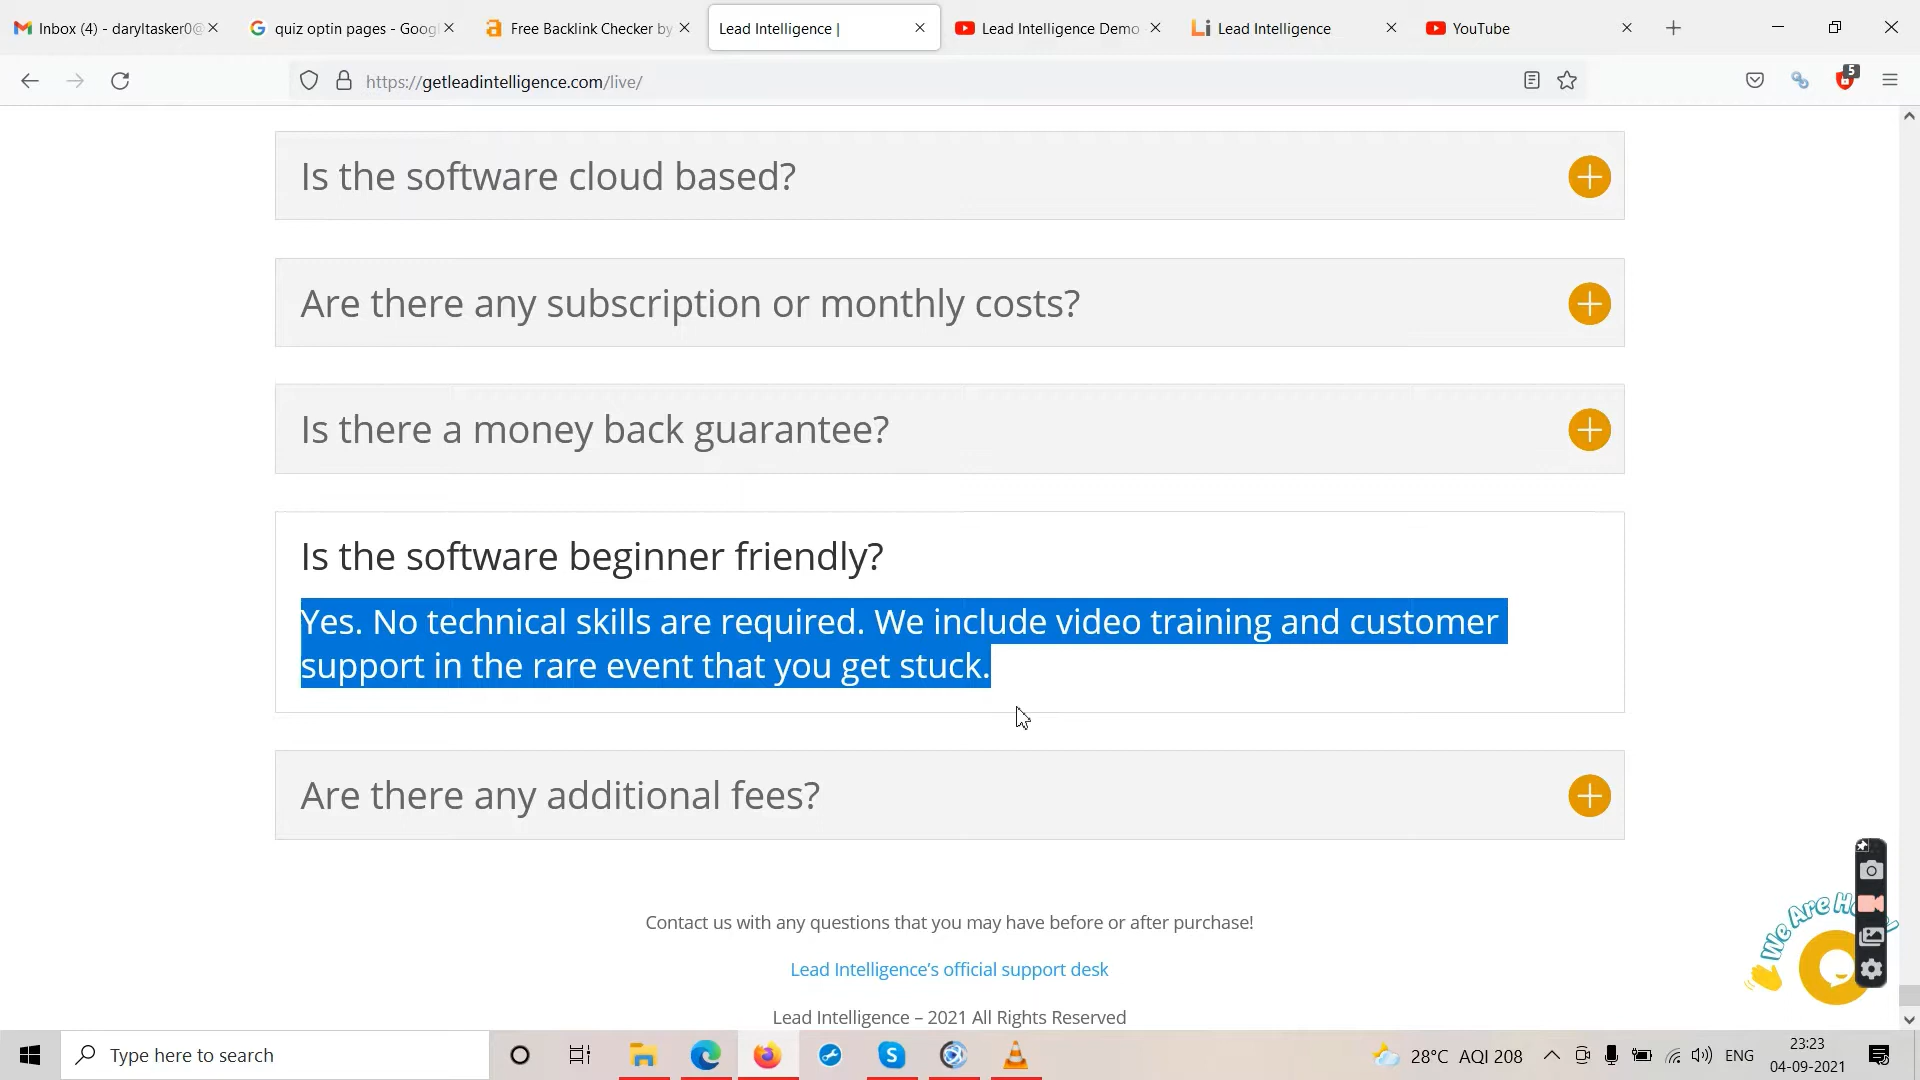 Inbox (4) - daryltasker0@
quiz optin pages - Goog
Free Backlink Checker by
Lead Intelligence |
Lead Intelligence Demo
Lead Intelligence
YouTube
https://getleadintelligence.com/live/
5
Is the software cloud based?
Are there any subscription or monthly costs?
Is there a money back guarantee?
Is the software beginner friendly?
Yes. No technical skills are required. We include video training and customer
support in the rare event that you get stuck.
Are there any additional fees?
Contact us with any questions that you may have before or after purchase!
Lead Intelligence's official support desk
Lead Intelligence – 2021 All Rights Reserved
We Are
Type here to search
28°C AQI 208
ENG
23:23
04-09-2021